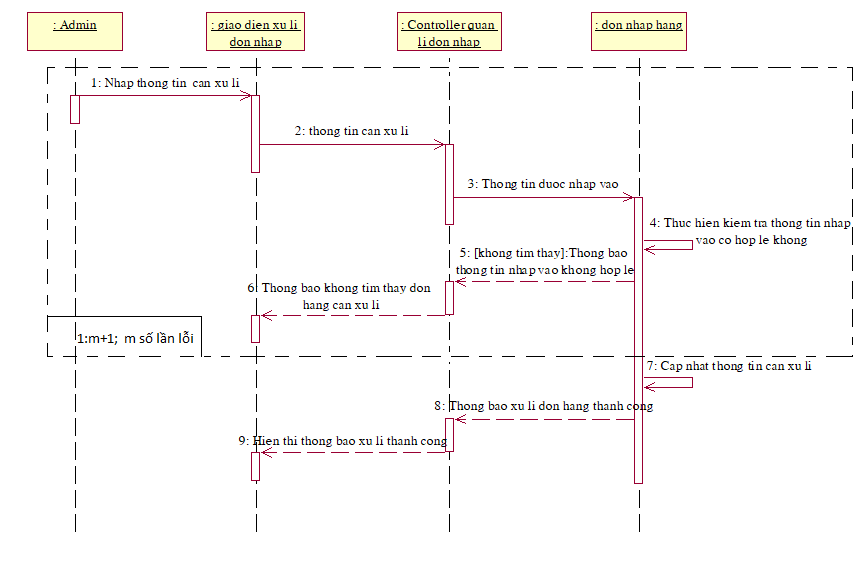 : Admin
: giao dien xu li
don nhap
: Controller quan
li don nhap
: don nhap hang
1: Nhap thong tin can xu li
2: thong tin can xu li
3: Thong tin duoc nhap vao
4: Thuc hien kiem tra thong tin nhap
vao co hop le khong
5: [khong tim thay]:Thong bao
thong tin nhap vao khong hop le
6: Thong bao khong tim thay don
hang can xu li
1:m+1; m số lần lỗi
7: Cap nhat thong tin can xu li
8: Thong bao xu li don hang thanh cong
9: Hien thi thong bao xu li thanh cong